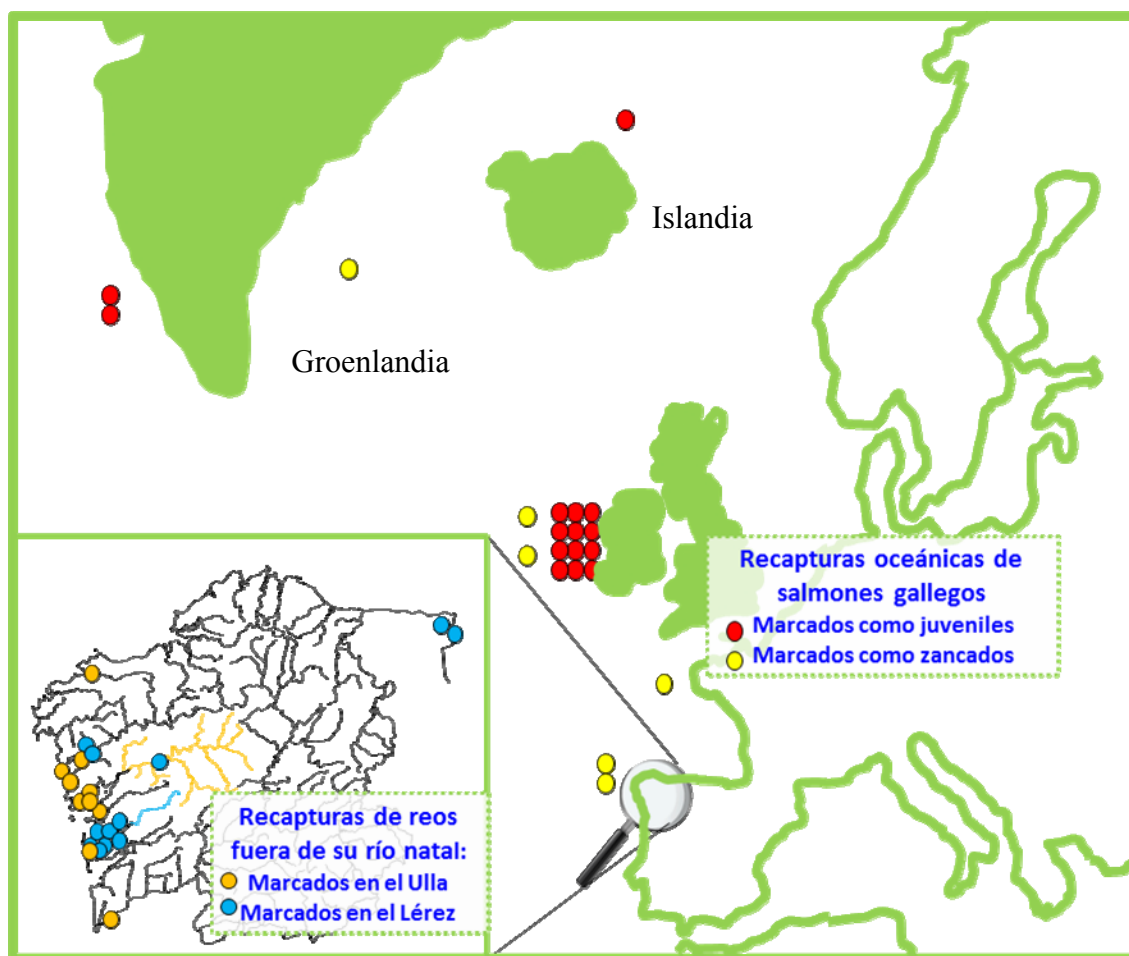 Islandia
Groenlandia
Recapturas oceánicas de
salmones gallegos
Marcados como juveniles
Marcados como zancados
Recapturas de reos
fuera de su río natal:
Marcados en el Ulla
Marcados en el Lérez